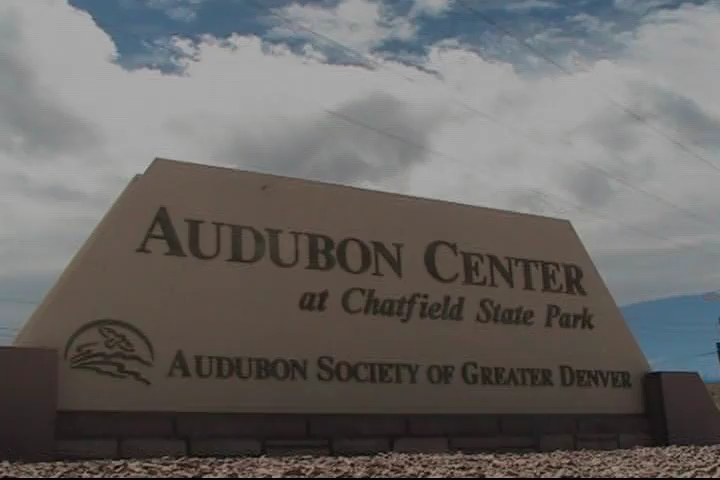 AUDUBON CENTER
at Chatfield State Park
AUDUBON SOCIETY OF GREATER DENVER